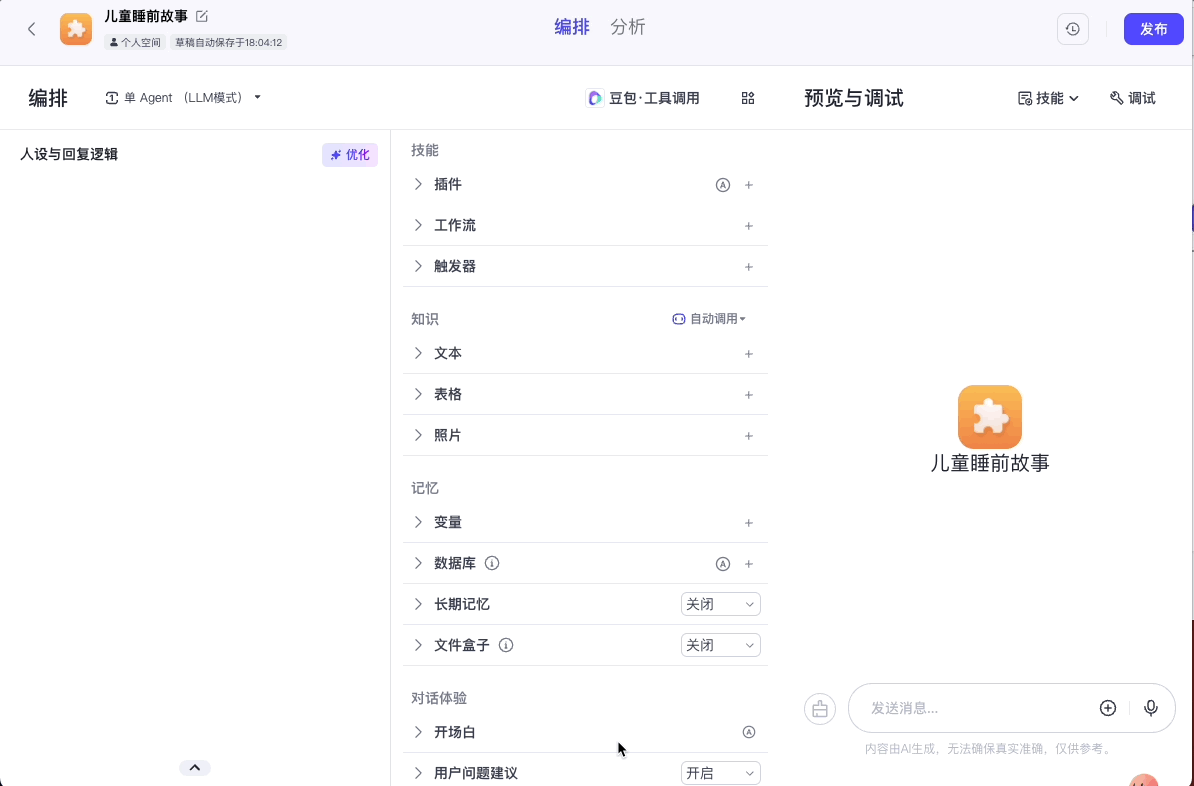 儿童睡前故事
个人空间 草稿自动保存于18:04:12
编排 分析
发布
编排 单 Agent （LLM模式）
豆包·工具调用
预览与调试 技能 调试
人设与回复逻辑 优化
技能
插件
工作流
触发器
知识 自动调用
文本
表格
照片
记忆
变量
数据库
长期记忆 关闭
文件盒子 关闭
对话体验
开场白
用户问题建议 开启
儿童睡前故事
发送消息...
内容由AI生成，无法确保真实准确，仅供参考。